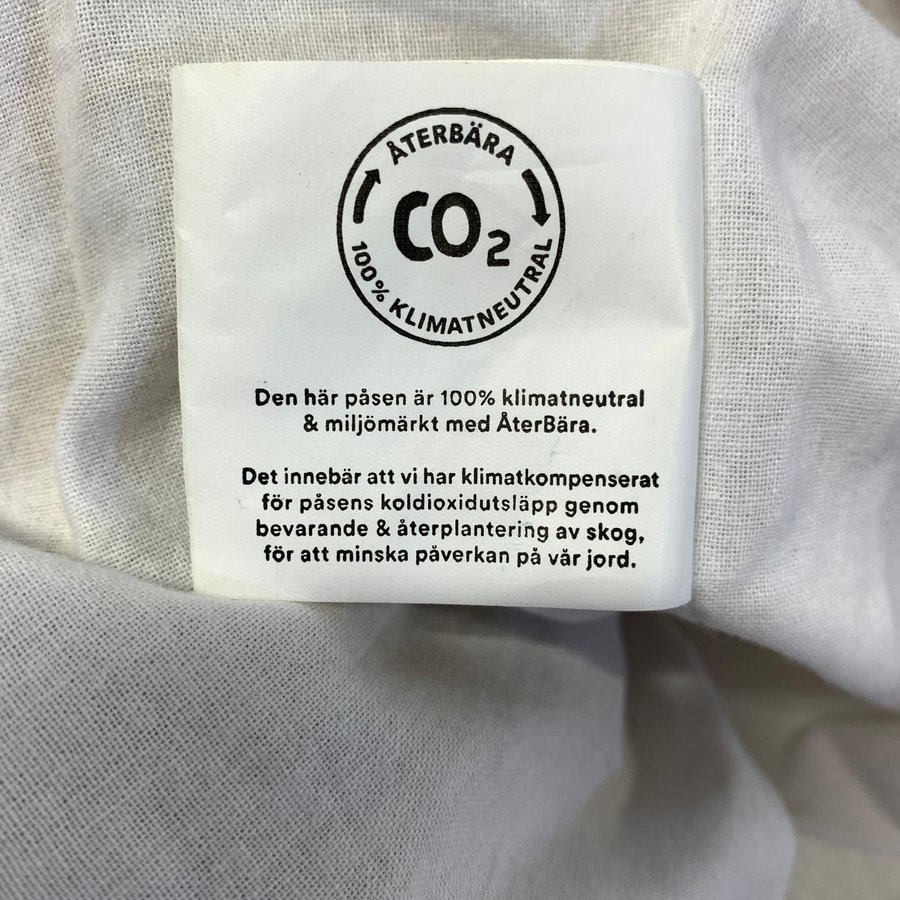 ÅTERBÄRA
CO2
100% KLIMATNEUTRAL
Den här påsen är 100% klimatneutral
& miljömärkt med ÅterBära.
Det innebär att vi har klimatkompenserat
för påsens koldioxidutsläpp genom
bevarande & återplantering av skog,
för att minska påverkan på vår jord.